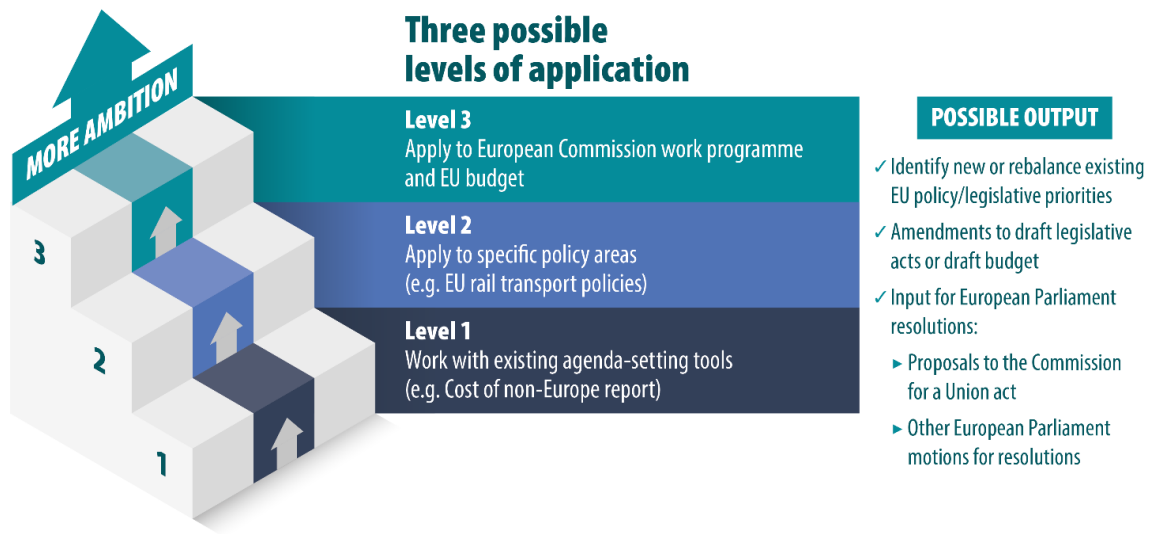 Three possible
levels of application
MORE AMBITION
3
2
1
Level 3
Apply to European Commission work programme
and EU budget
Level 2
Apply to specific policy areas
(e.g. EU rail transport policies)
Level 1
Work with existing agenda-setting tools
(e.g. Cost of non-Europe report)
POSSIBLE OUTPUT
✓ Identify new or rebalance existing
EU policy/legislative priorities
✓ Amendments to draft legislative
acts or draft budget
✓ Input for European Parliament
resolutions:
▶ Proposals to the Commission
for a Union act
▶ Other European Parliament
motions for resolutions